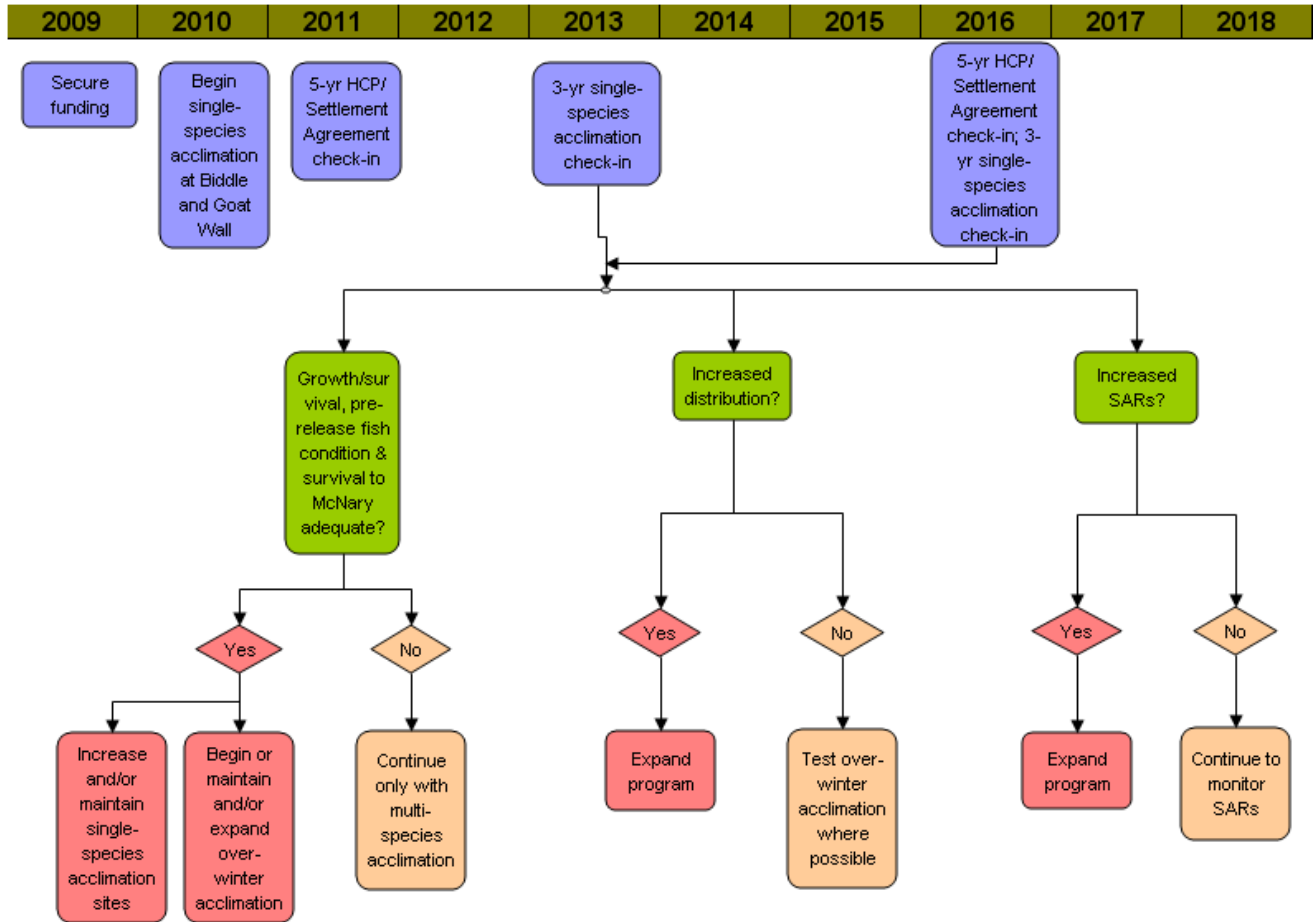 2009 2010 2011 2012 2013 2014 2015 2016 2017 2018
Secure
funding
Begin
single-
species
acclimation
at Biddle
and Goat
Wall
5-yr HCP/
Settlement
Agreement
check-in
3-yr single-
species
acclimation
check-in
5-yr HCP/
Settlement
Agreement
check-in; 3-
yr single-
species
acclimation
check-in
Growth/sur
vival, pre-
release fish
condition &
survival to
McNary
adequate?
Increased
distribution?
Increased
SARs?
Yes
No
Yes
No
Yes
No
Increase
and/or
maintain
single-
species
acclimation
sites
Begin or
maintain
and/or
expand
over-
winter
acclimation
Continue
only with
multi-
species
acclimation
Expand
program
Test over-
winter
acclimation
where
possible
Expand
program
Continue to
monitor
SARs